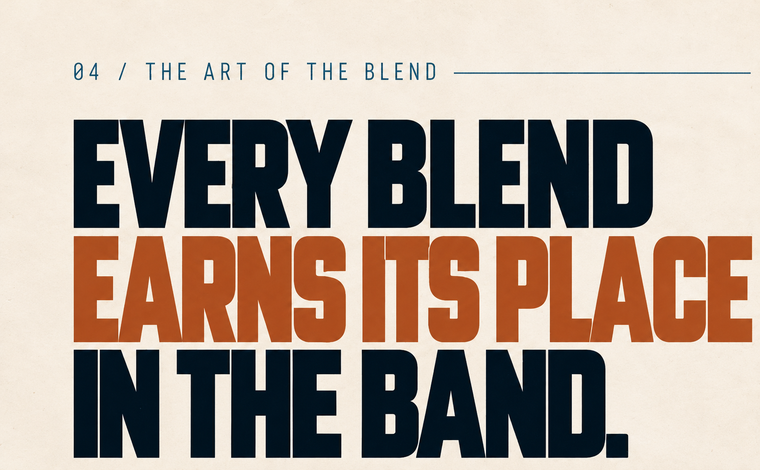 04 / THE ART OF THE BLEND
EVERY BLEND
EARNS ITS PLACE
IN THE BAND.